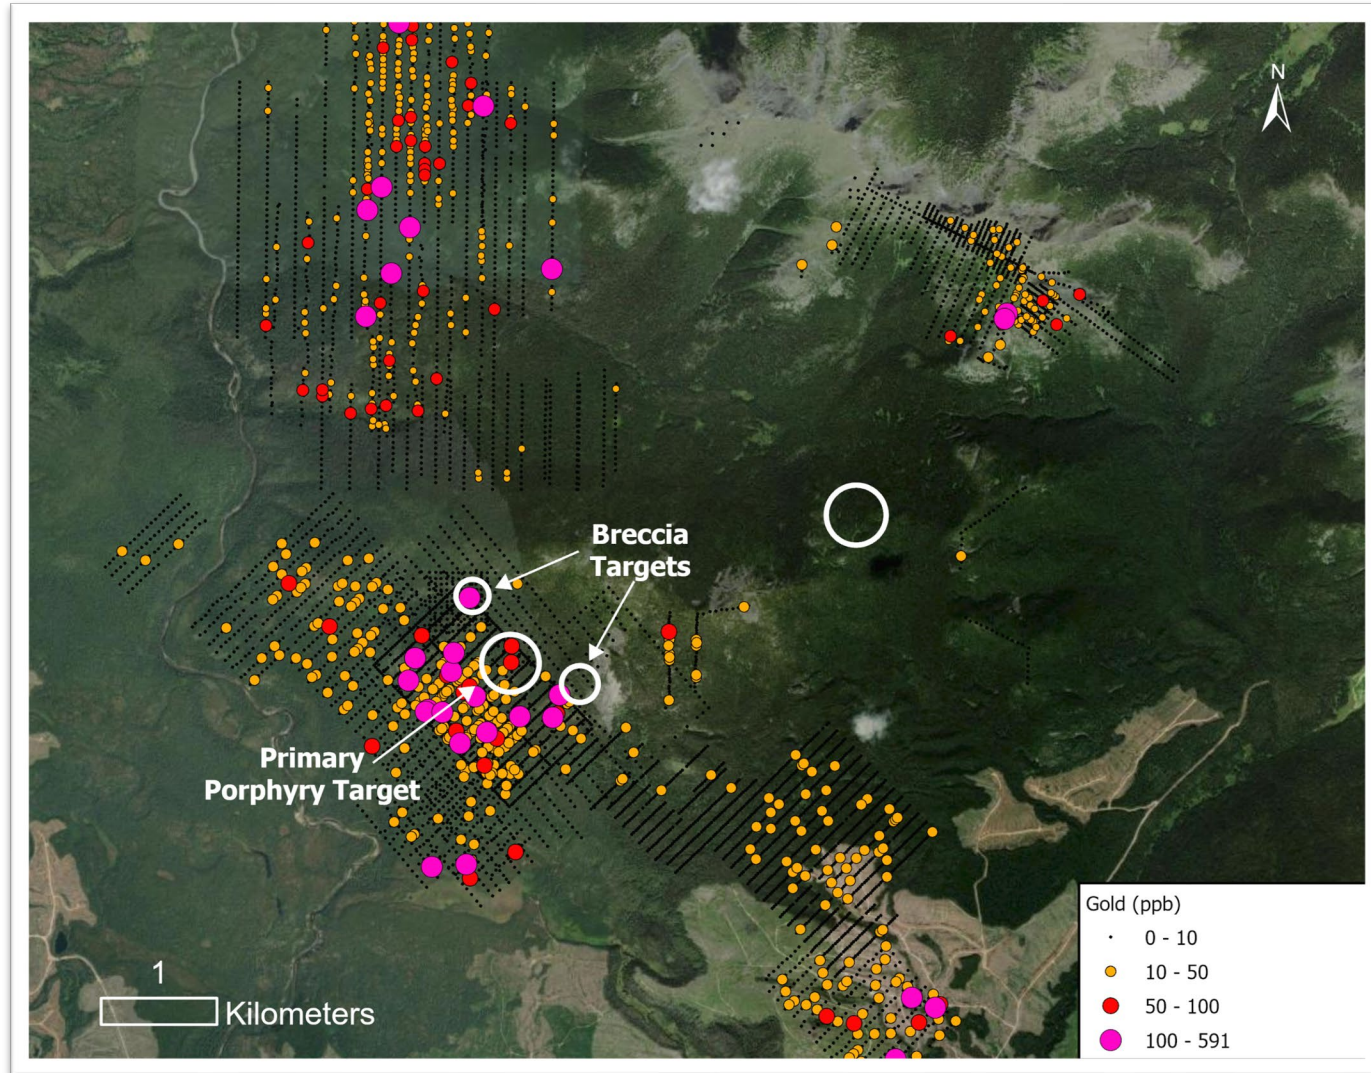 N
Breccia
Targets
Primary
Porphyry Target
1
Kilometers
Gold (ppb)
0 - 10
10 - 50
50 - 100
100 - 591